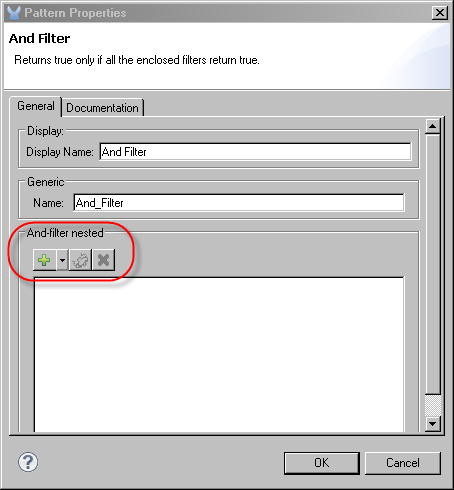 Pattern Properties
And Filter
Returns true only if all the enclosed filters return true.
General Documentation
Display:
Display Name: And Filter
Generic
Name: And_Filter
And-filter nested
?
OK Cancel